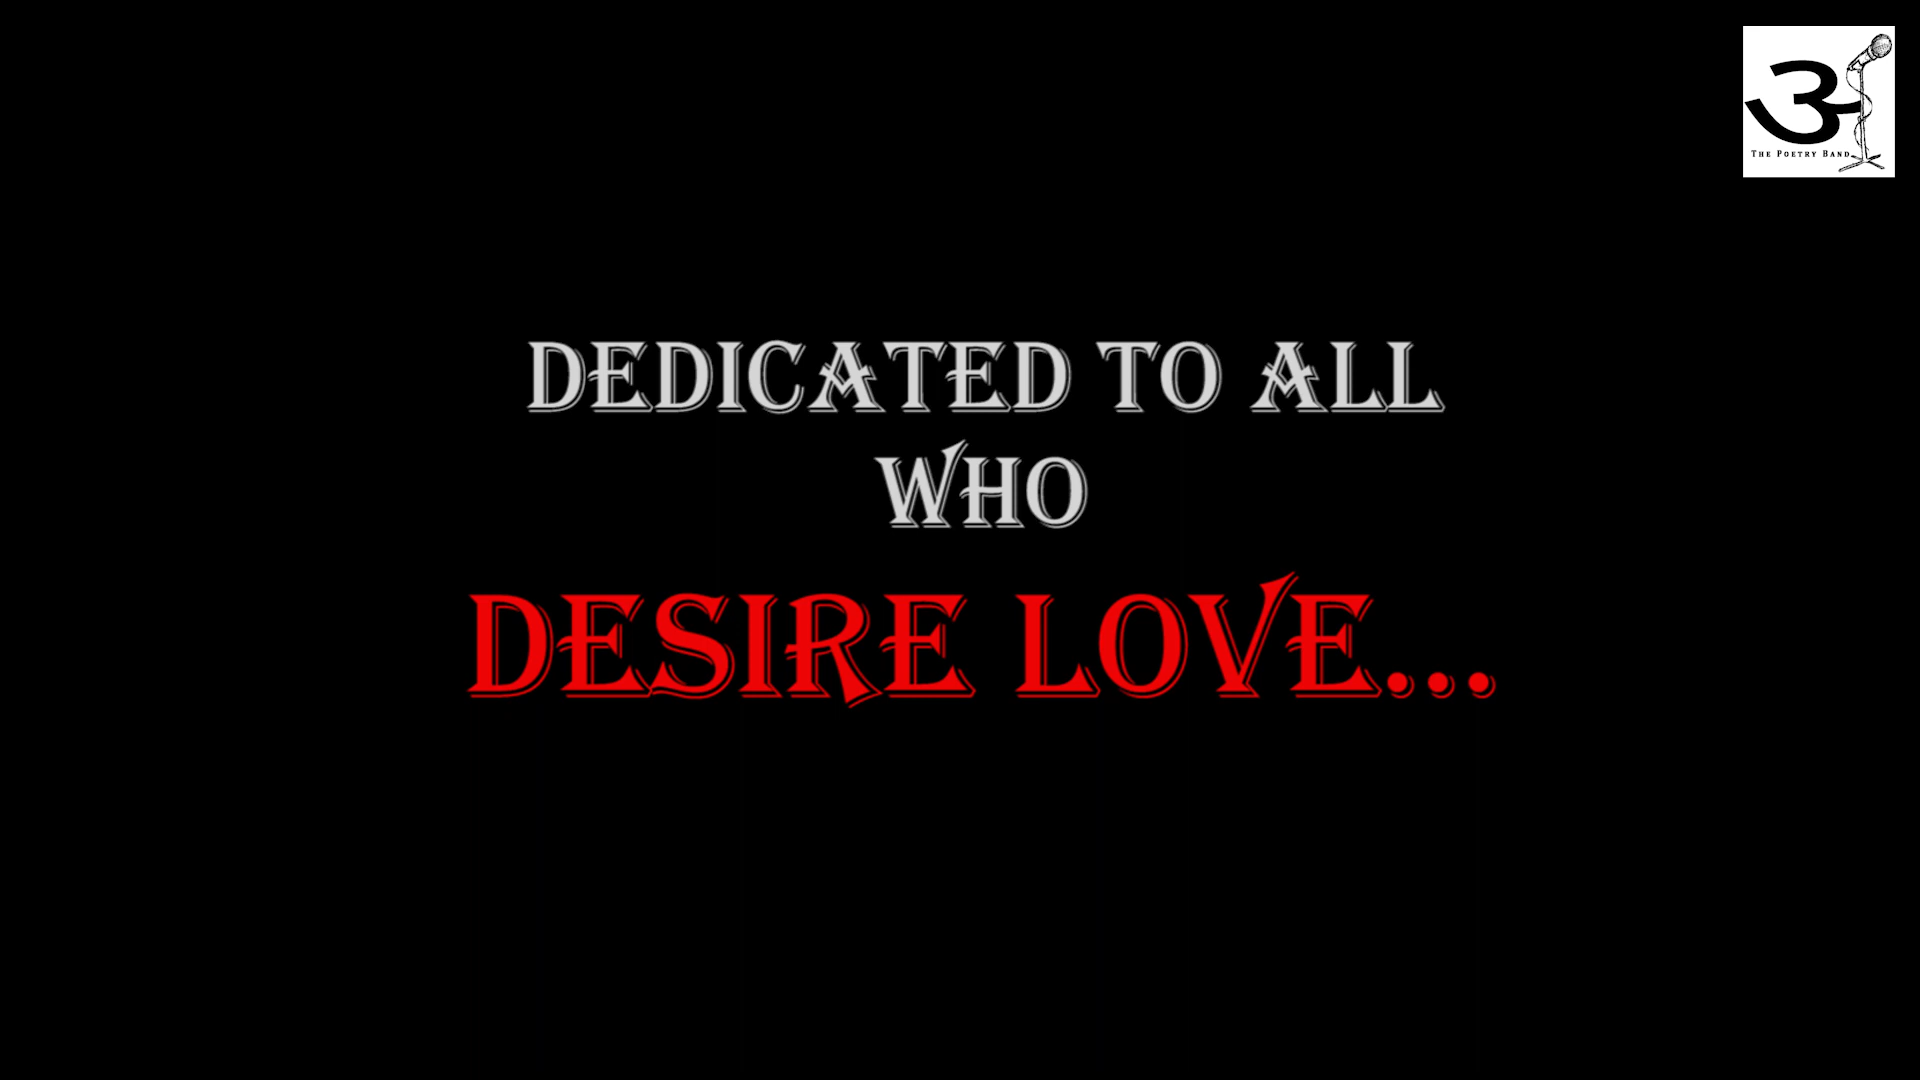 अ
THE POETRY BAND
DEDICATED TO ALL
WHO
DESIRE LOVE...